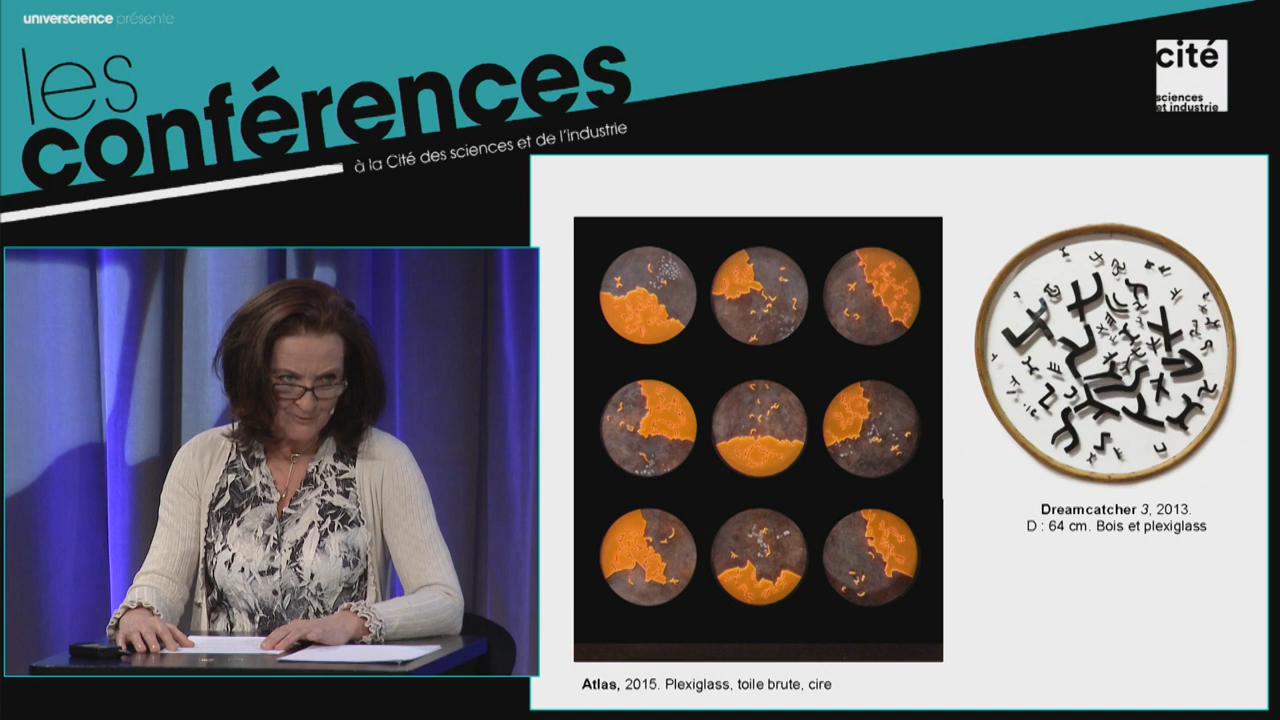 universcience présente
les
conférences
à la Cité des sciences et de l'industrie
cité
sciences
et industrie
Dreamcatcher 3, 2013.
D : 64 cm. Bois et plexiglass
Atlas, 2015. Plexiglass, toile brute, cire